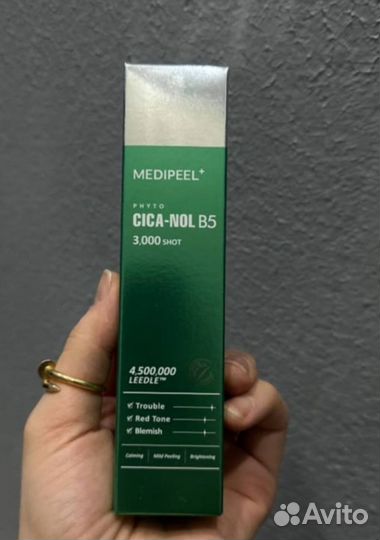 MEDIPEEL+
PHYTO
CICA-NOL B5
3,000 SHOT
4,500,000
LEEDLE™
Trouble
Red Tone
Blemish
Calming | Mild Peeling | Brightening
Avito